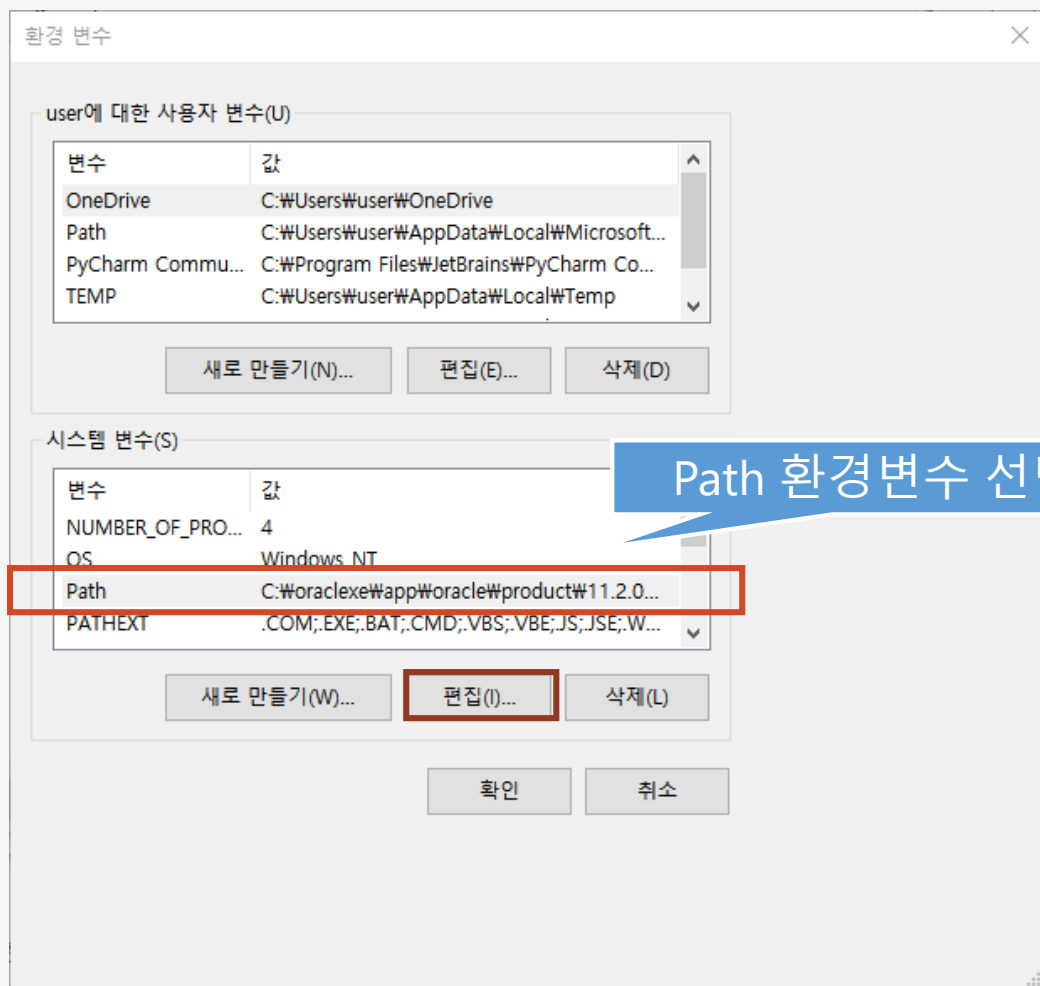 환경 변수
user에 대한 사용자 변수(U)
변수 값
OneDrive C:₩Users₩user₩OneDrive
Path C:₩Users₩user₩AppData₩Local₩Microsoft...
PyCharm Commu... C:₩Program Files₩JetBrains₩PyCharm Co...
TEMP C:₩Users₩user₩AppData₩Local₩Temp
새로 만들기(N)... 편집(E)... 삭제(D)
시스템 변수(S)
Path 환경변수
변수 값
NUMBER_OF_PRO... 4
OS Windows_NT
Path C:₩oraclexe₩app₩oracle₩product₩11.2.0...
PATHEXT .COM;.EXE;.BAT;.CMD;.VBS;.VBE;.JS;.JSE;.W...
새로 만들기(W)... 편집(I)... 삭제(L)
확인 취소